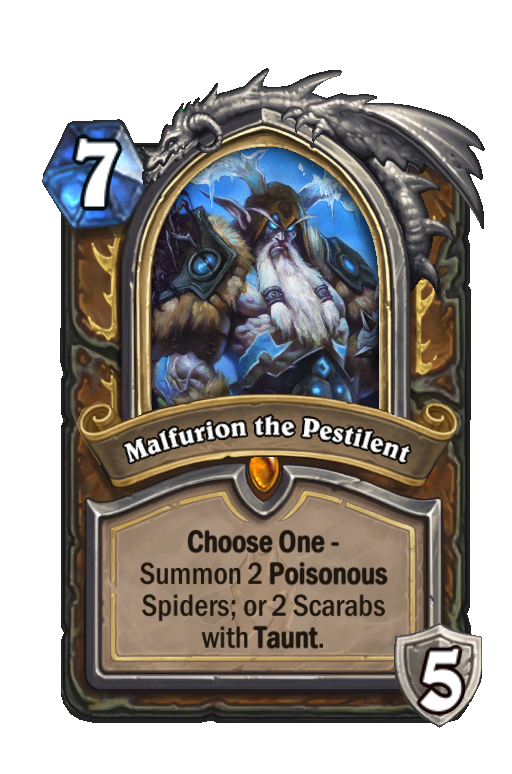 7
Malfurion the Pestilent
Choose One -
Summon 2 Poisonous
Spiders; or 2 Scarabs
with Taunt.
5